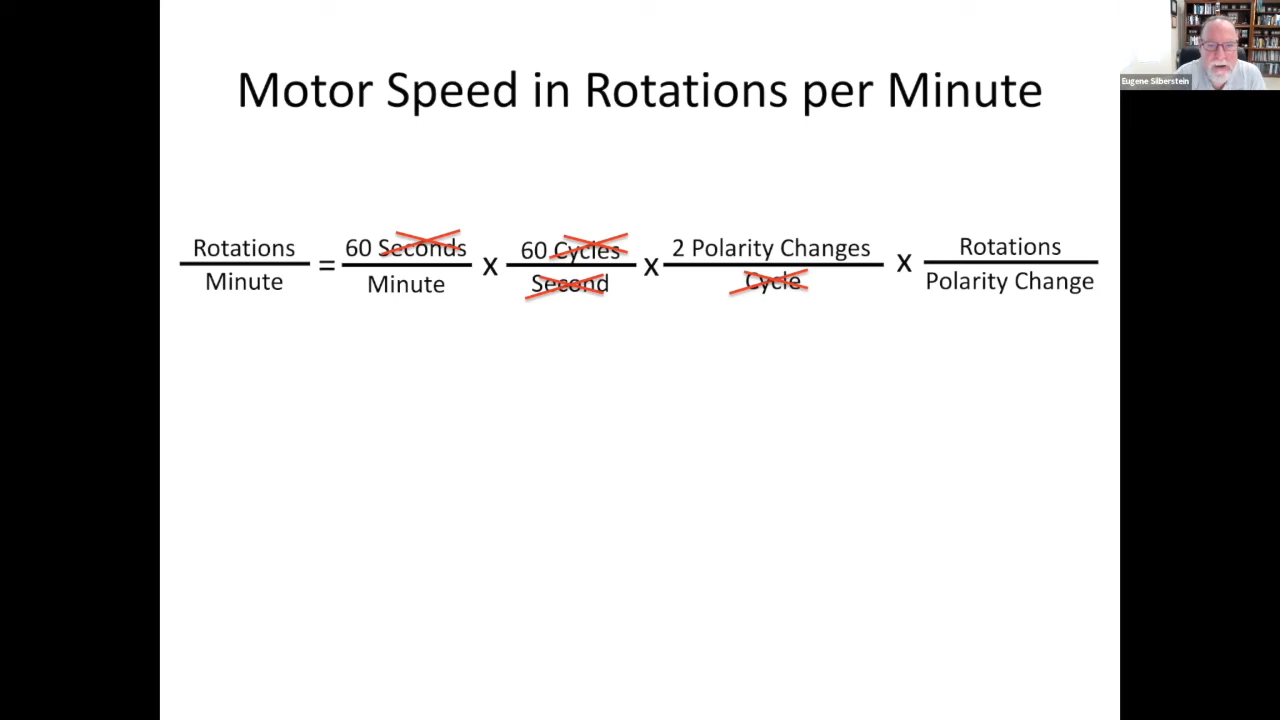 Motor Speed in Rotations per Minute
Rotations
Minute
=
60 Seconds
Minute
x
60 Cycles
Second
x
2 Polarity Changes
Cycle
x
Rotations
Polarity Change
Eugene Silberstein